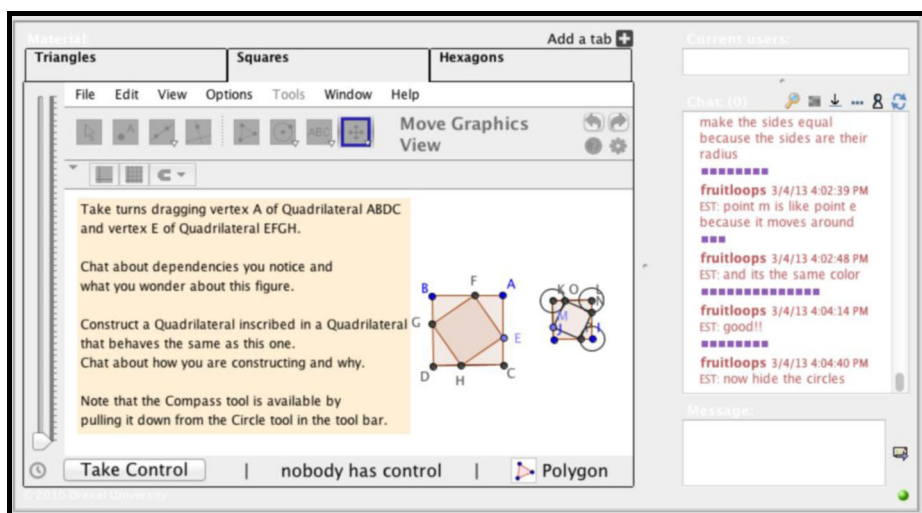 Material:
Add a tab
Current users:
Triangles
Squares
Hexagons
File Edit View Options Tools Window Help
Move Graphics
View
ABC
Take turns dragging vertex A of Quadrilateral ABDC
and vertex E of Quadrilateral EFGH.
Chat about dependencies you notice and
what you wonder about this figure.
Construct a Quadrilateral inscribed in a Quadrilateral
that behaves the same as this one.
Chat about how you are constructing and why.
Note that the Compass tool is available by
pulling it down from the Circle tool in the tool bar.
B F A
G E
D H C
K O L
N
M
J P I
Take Control | nobody has control | Polygon
© 2010 Drexel University
Chat: (0)
make the sides equal
because the sides are their
radius
fruitloops 3/4/13 4:02:39 PM
EST: point m is like point e
because it moves around
fruitloops 3/4/13 4:02:48 PM
EST: and its the same color
fruitloops 3/4/13 4:04:14 PM
EST: good!!
fruitloops 3/4/13 4:04:40 PM
EST: now hide the circles
Message: